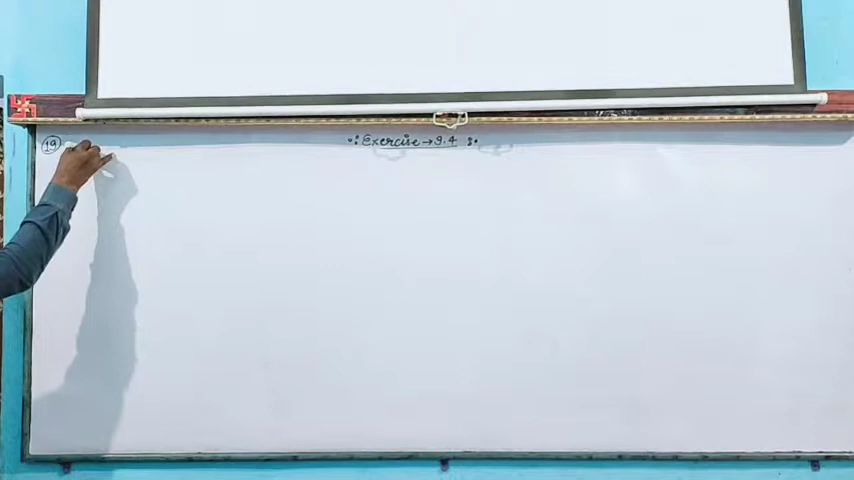 ∴ Exercise → 9.4 :-
(19)